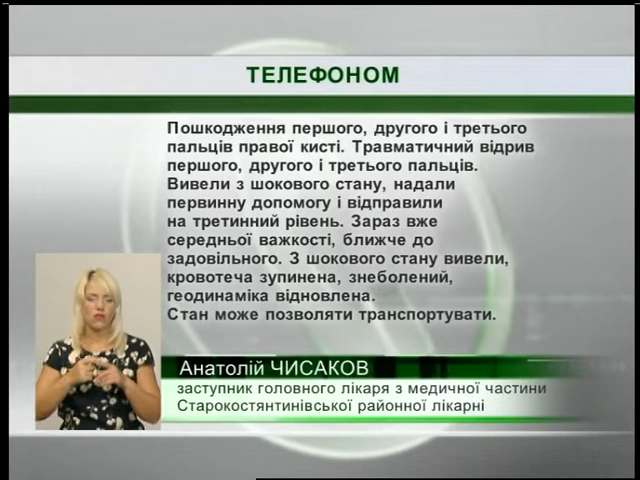 ТЕЛЕФОНОМ
Пошкодження першого, другого і третього
пальців правої кисті. Травматичний відрив
першого, другого і третього пальців.
Вивели з шокового стану, надали
первинну допомогу і відправили
на третинний рівень. Зараз вже
середньої важкості, ближче до
задовільного. З шокового стану вивели,
кровотеча зупинена, знеболений,
геодинаміка відновлена.
Стан може позволяти транспортувати.
Анатолій ЧИСАКОВ
заступник головного лікаря з медичної частини
Старокостянтинівської районної лікарні